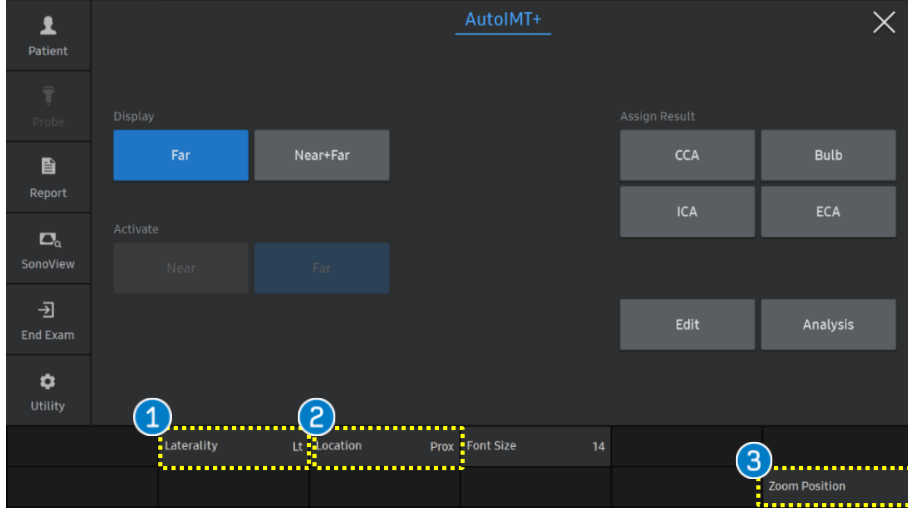 AutoIMT+
Patient
Probe
Report
SonoView
End Exam
Utility
Display
Far
Near+Far
Activate
Near
Far
Assign Result
CCA
Bulb
ICA
ECA
Edit
Analysis
1
2
Laterality Lt
Location Prox
Font Size 14
3
Zoom Position